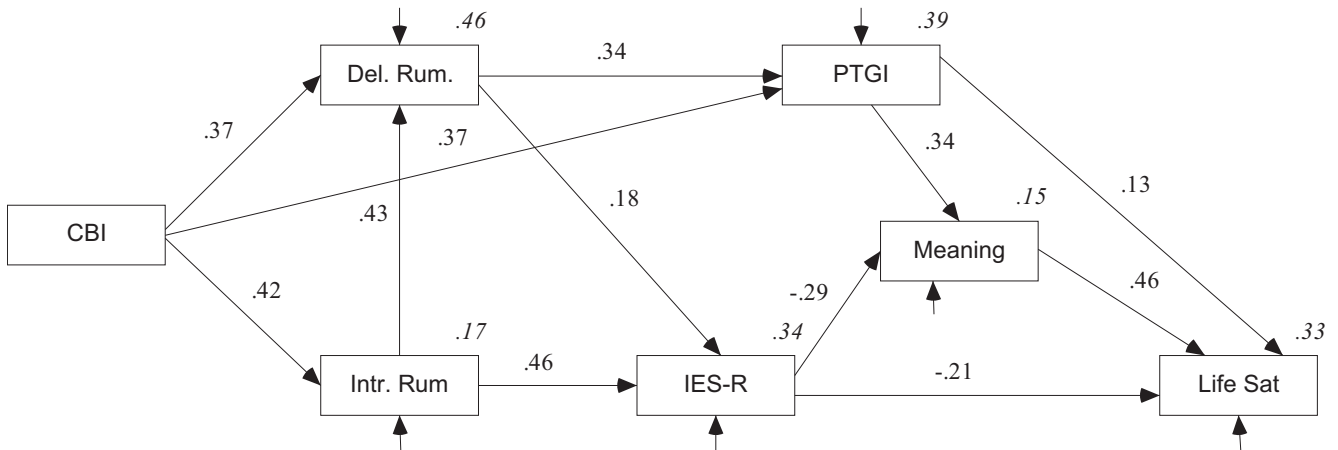 .46
.39
Del. Rum.
.34
PTGI
.37
.37
.34
.18
.13
.15
CBI
.43
Meaning
.42
-.29
.46
.17
.34
.33
Intr. Rum
.46
IES-R
-.21
Life Sat